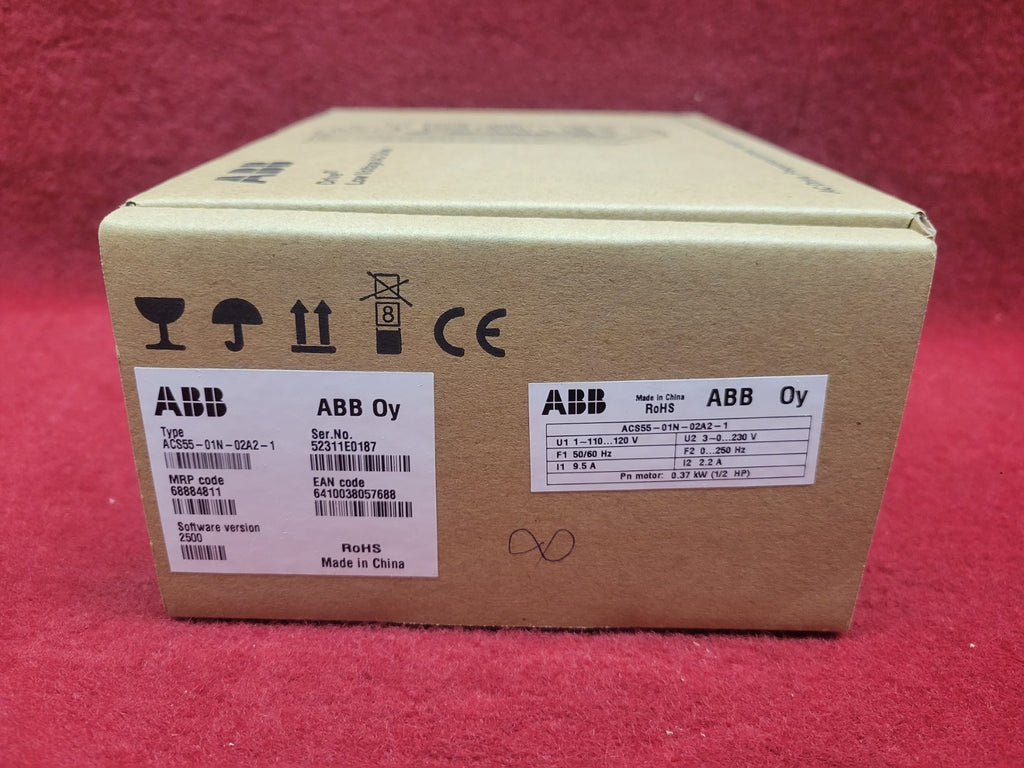 ABB
8
CE
ABB
ABB Oy
Type
ACS55-01N-02A2-1
Ser.No.
52311E0187
MRP code
68884811
EAN code
6410038057688
Software version
2500
RoHS
Made in China
ABB
Made in China
RoHS
ABB Oy
ACS55-01N-02A2-1
U1 1~110...120 V
U2 3~0...230 V
F1 50/60 Hz
F2 0...250 Hz
I1 9.5 A
I2 2.2 A
Pn motor: 0.37 kW (1/2 HP)